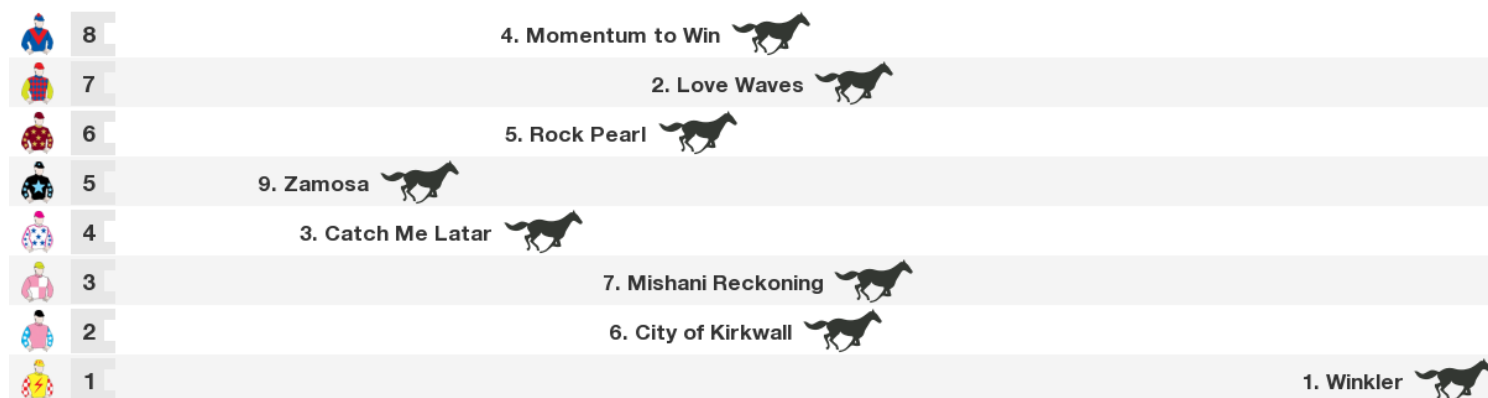 8 4. Momentum to Win
7 2. Love Waves
6 5. Rock Pearl
5 9. Zamosa
4 3. Catch Me Latar
3 7. Mishani Reckoning
2 6. City of Kirkwall
1 1. Winkler